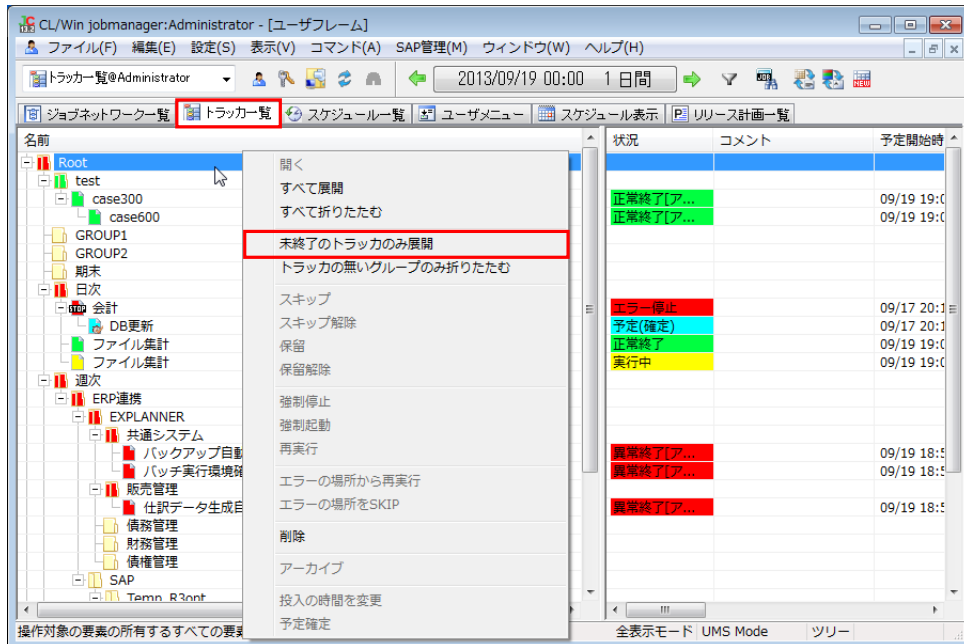 CL/Win jobmanager:Administrator - [ユーザフレーム]
ファイル(F) 編集(E) 設定(S) 表示(V) コマンド(A) SAP管理(M) ウィンドウ(W) ヘルプ(H)
トラッカー覧@Administrator 2013/09/19 00:00 1 日間
ジョブネットワーク一覧 トラッカ一覧 スケジュール一覧 ユーザメニュー スケジュール表示 リリース計画一覧
名前 状況 コメント 予定開始時
Root
開く
test
すべて展開
case300 正常終了[ア... 09/19 19:0
すべて折りたたむ
case600 正常終了[ア... 09/19 19:0
GROUP1
未終了のトラッカのみ展開
GROUP2
トラッカの無いグループのみ折りたたむ
期末
日次
スキップ
会計 エラー停止 09/17 20:1
スキップ解除
DB更新 予定(確定) 09/17 20:1
保留
ファイル集計 正常終了 09/19 19:0
保留解除
ファイル集計 実行中 09/19 19:0
週次
強制停止
ERP連携
強制起動
EXPLANNER
共通システム
再実行
バックアップ自動 異常終了[ア... 09/19 18:5
バッチ実行環境確 異常終了[ア... 09/19 18:5
エラーの場所から再実行
販売管理
エラーの場所をSKIP
仕訳データ生成自 異常終了[ア... 09/19 18:5
債務管理
削除
財務管理
債権管理
アーカイブ
SAP
投入の時間を変更
Temp_R3opt
予定確定
操作対象の要素の所有するすべての要 全表示モード UMS Mode ツリー